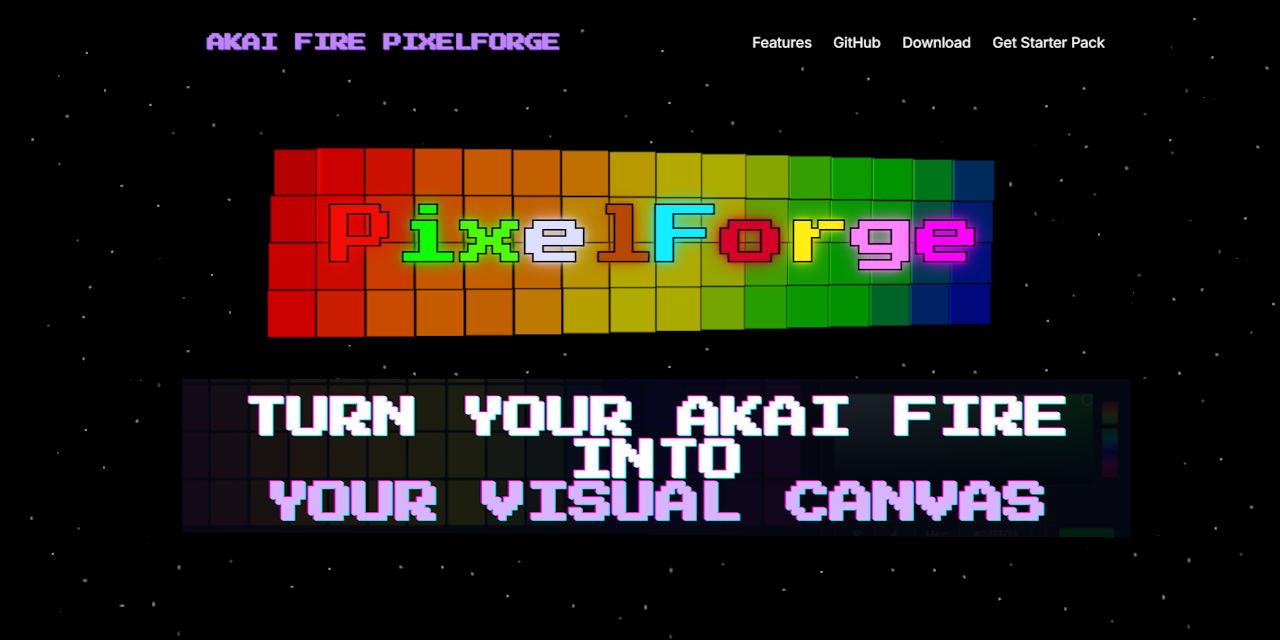 AKAI FIRE PIXELFORGE
Features GitHub Download Get Starter Pack
PixelForge
TURN YOUR AKAI FIRE
INTO
YOUR VISUAL CANVAS